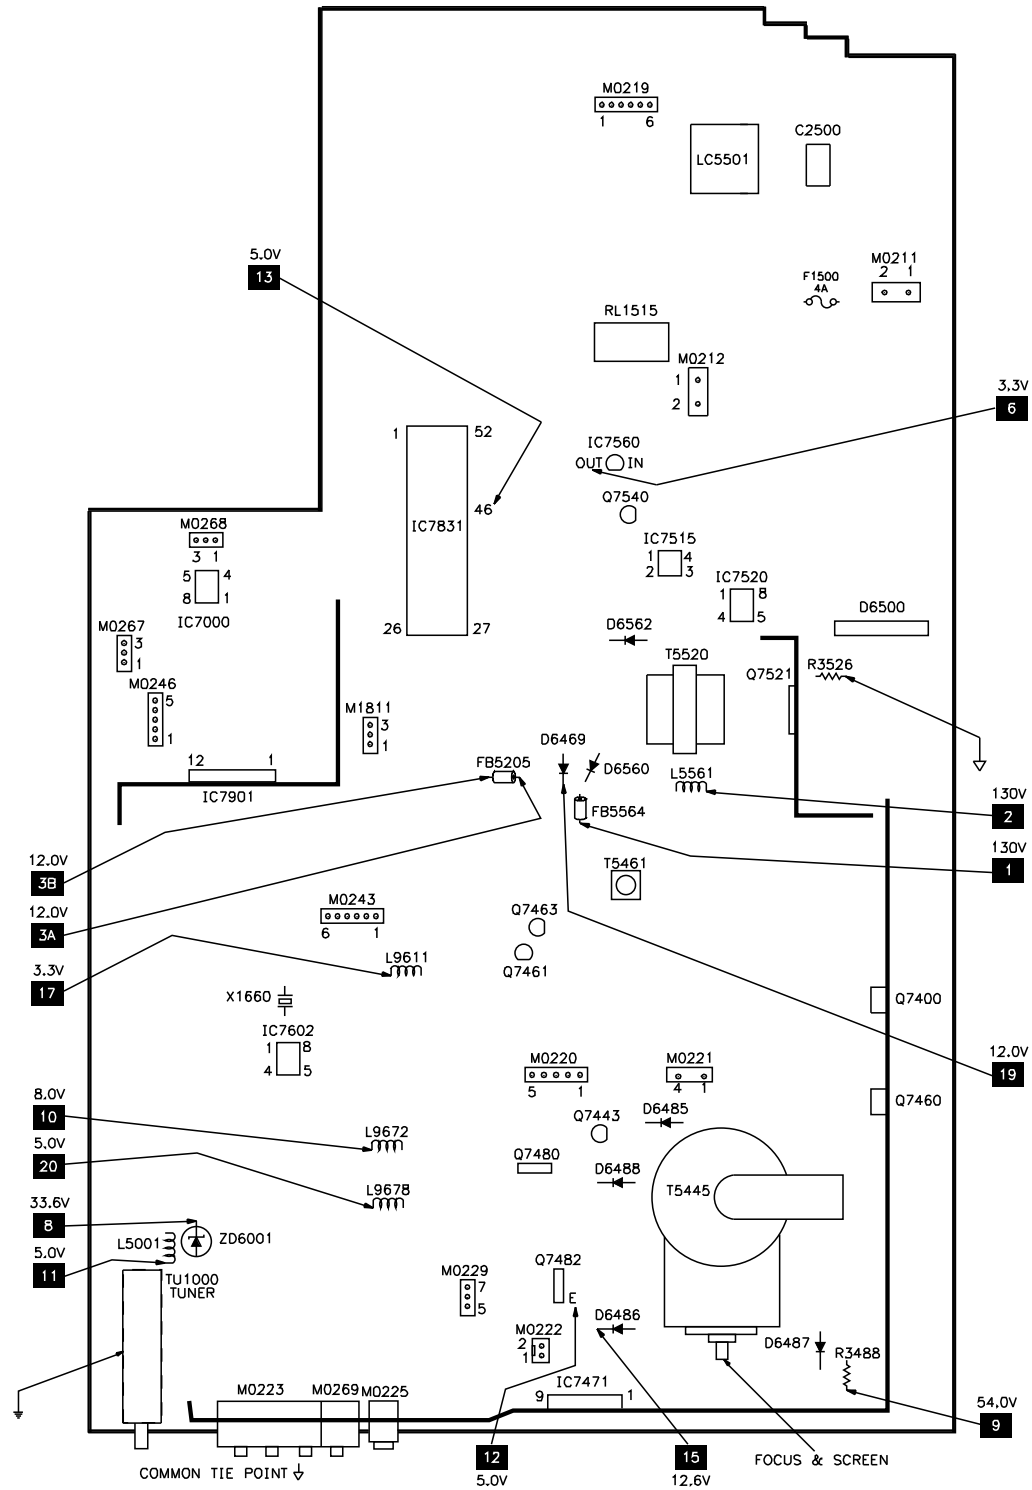 M0219
1 6
LC5501
C2500
5.0V
13
M0211
2 1
F1500
4A
RL1515
M0212
1
2
3.3V
6
1 52
IC7560
OUT IN
46
Q7540
IC7831
M0268
3 1
5 4
8 1
IC7000
IC7515
1 4
2 3
IC7520
1 8
4 5
D6500
26 27
D6562
M0267
3
1
T5520
Q7521
R3526
M0246
5
1
M1811
3
1
12 1
IC7901
FB5205
D6469
D6560
L5561
FB5564
130V
2
130V
1
12.0V
3B
T5461
12.0V
3A
M0243
6 1
Q7463
Q7461
3.3V
17
L9611
X1660
IC7602
1 8
4 5
Q7400
M0220
5 1
M0221
4 1
12.0V
19
Q7460
8.0V
10
L9672
Q7443
D6485
5.0V
20
Q7480
D6488
L9678
T5445
33.6V
8
ZD6001
L5001
5.0V
11
TU1000
TUNER
M0229
7
5
Q7482
E
D6486
M0222
2
1
D6487
R3488
M0223
M0269
M0225
IC7471
9 1
54.0V
9
12
5.0V
15
12.6V
FOCUS & SCREEN
COMMON TIE POINT